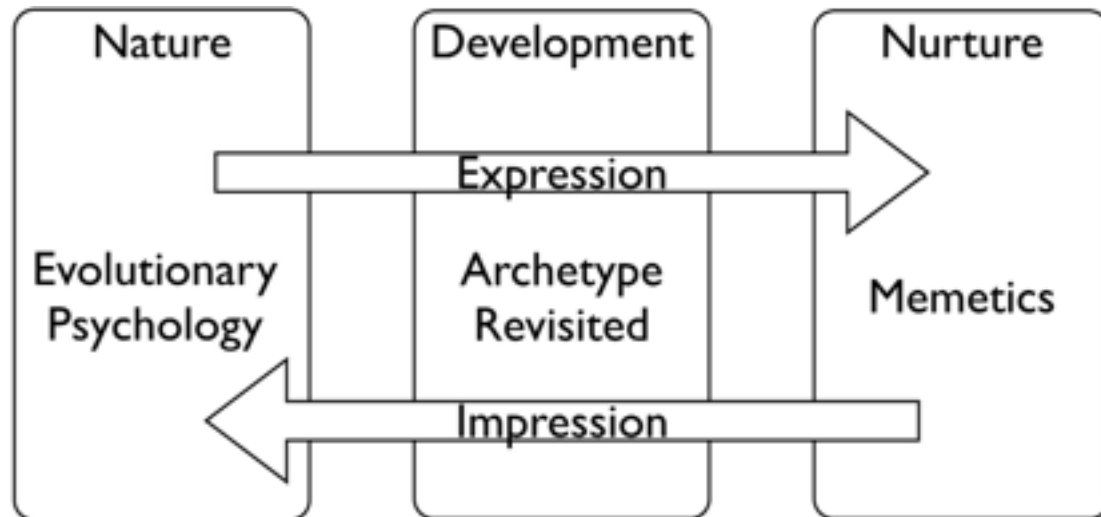 Nature
Development
Nurture
Expression
Evolutionary
Psychology
Archetype
Revisited
Memetics
Impression